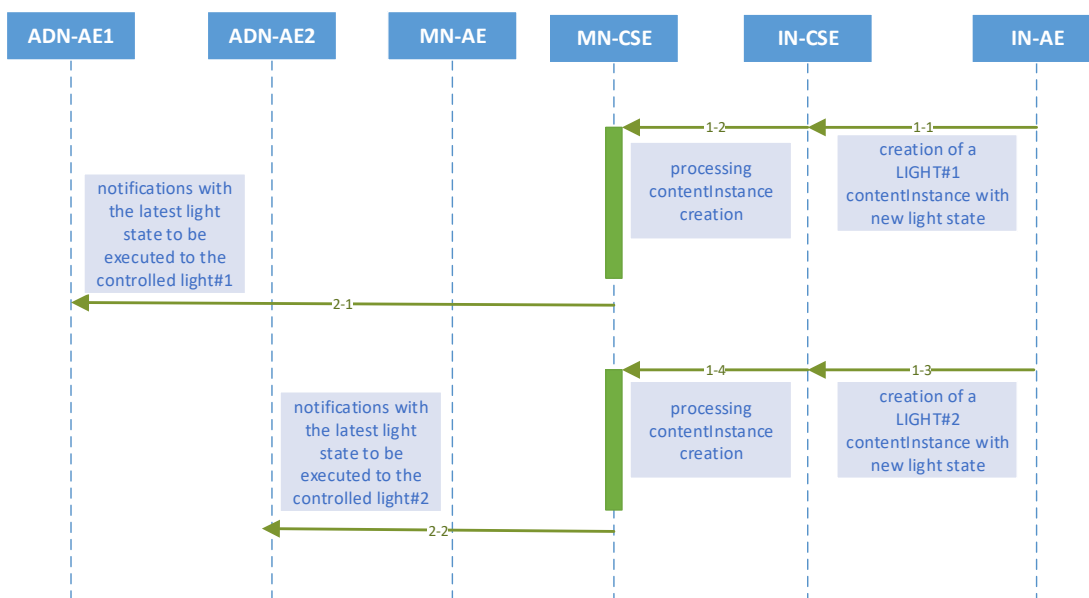 ADN-AE1
ADN-AE2
MN-AE
MN-CSE
IN-CSE
IN-AE
1-2
1-1
processing
contentInstance
creation
creation of a
LIGHT#1
contentInstance with
new light state
notifications with
the latest light
state to be
executed to the
controlled light#1
2-1
1-4
1-3
processing
contentInstance
creation
creation of a
LIGHT#2
contentInstance with
new light state
notifications with
the latest light
state to be
executed to the
controlled light#2
2-2